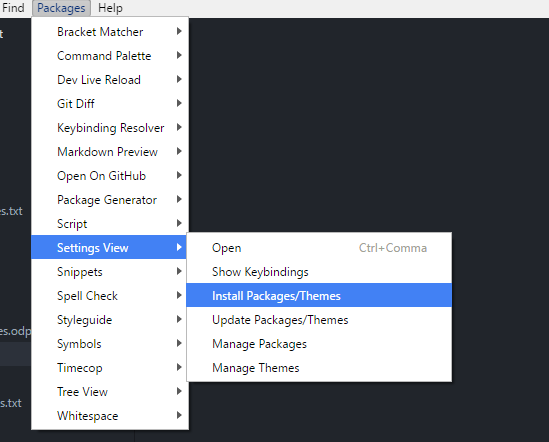 Find Packages Help
t
Bracket Matcher
Command Palette
Dev Live Reload
Git Diff
Keybinding Resolver
Markdown Preview
Open On GitHub
Package Generator
es.txt
Script
Settings View
Open Ctrl+Comma
Snippets
Show Keybindings
Spell Check
Install Packages/Themes
Styleguide
Update Packages/Themes
es.odp
Symbols
Manage Packages
Timecop
Manage Themes
Tree View
s.txt
Whitespace